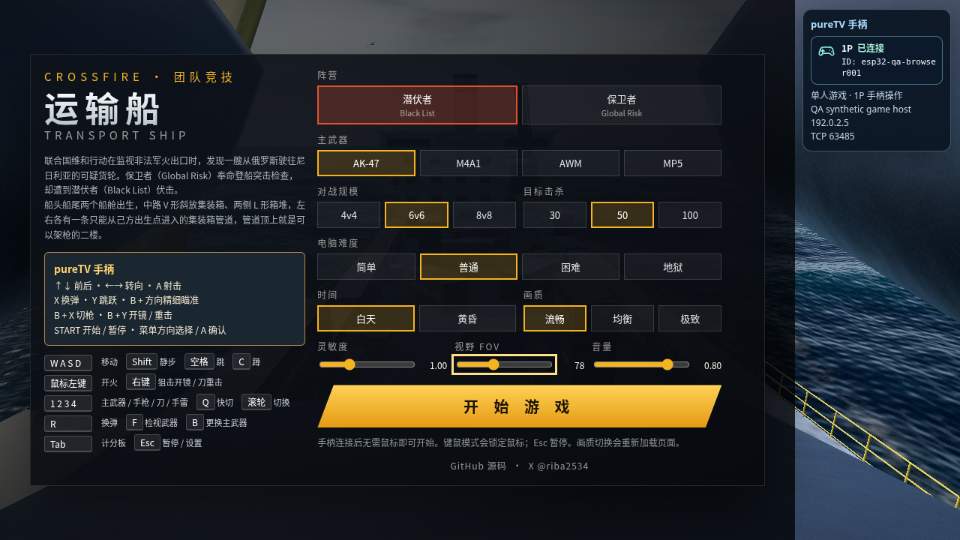 CROSSFIRE · 团队竞技
运输船
TRANSPORT SHIP
联合国维和行动在监视非法军火出口时，发现一艘从俄罗斯驶往尼
日利亚的可疑货轮。保卫者（Global Risk）奉命登船突击检查，
却遭到潜伏者（Black List）伏击。
船头船尾两个船舱出生，中路 V 形斜放集装箱、两侧 L 形箱堆，左
右各有一条只能从己方出生点进入的集装箱管道，管道顶上就是可
以架枪的二楼。
pureTV 手柄
↑↓ 前后 · ←→ 转向 · A 射击
X 换弹 · Y 跳跃 · B + 方向精细瞄准
B + X 切枪 · B + Y 开镜 / 重击
START 开始 / 暂停 · 菜单方向选择 / A 确认
W A S D 移动 Shift 静步 空格 跳 C 蹲
鼠标左键 开火 右键 狙击开镜 / 刀重击
1 2 3 4 主武器 / 手枪 / 刀 / 手雷 Q 快切 滚轮 切换
R 换弹 F 检视武器 B 更换主武器
Tab 计分板 Esc 暂停 / 设置
阵营
潜伏者 保卫者
Black List Global Risk
主武器
AK-47 M4A1 AWM MP5
对战规模 目标击杀
4v4 6v6 8v8 30 50 100
电脑难度
简单 普通 困难 地狱
时间 画质
白天 黄昏 流畅 均衡 极致
灵敏度 视野 FOV 音量
1.00 78 0.80
开始游戏
手柄连接后无需鼠标即可开始。键鼠模式会锁定鼠标；Esc 暂停。画质切换会重新加载页面。
GitHub 源码 · X @riba2534
pureTV 手柄
1P 已连接
ID: esp32-qa-browse
r001
单人游戏 · 1P 手柄操作
QA synthetic game host
192.0.2.5
TCP 63485